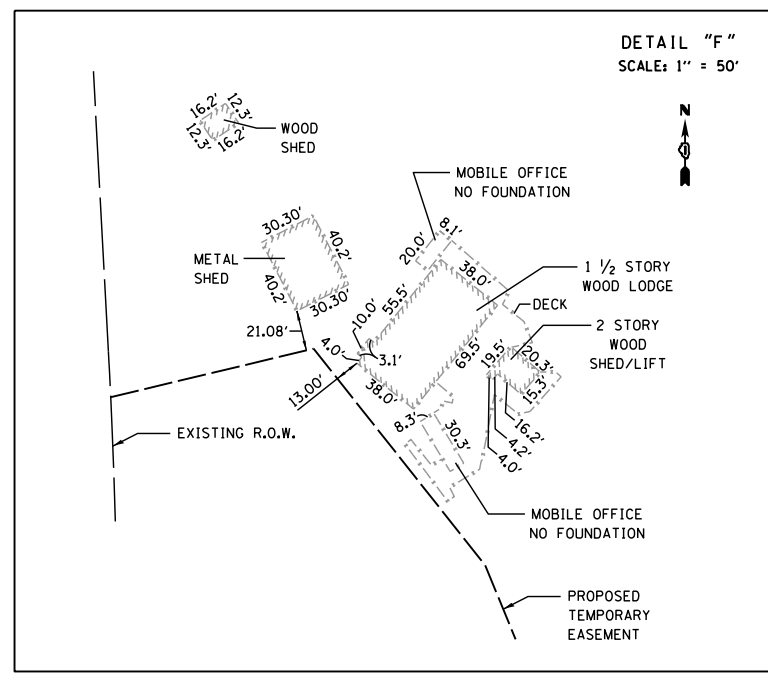 DETAIL "F"
SCALE: 1'' = 50'
N
16.2'
12.3'
12.3'
16.2'
WOOD
SHED
MOBILE OFFICE
NO FOUNDATION
30.30'
40.2'
METAL
SHED
40.2'
30.30'
21.08'
8.1'
20.0'
38.0'
1 1/2 STORY
WOOD LODGE
DECK
2 STORY
WOOD
SHED/LIFT
55.5'
10.0'
4.0'
3.1'
13.00'
38.0'
69.5'
19.5'
20.3'
15.3'
16.2'
4.2'
4.0'
8.3'
30.3'
EXISTING R.O.W.
MOBILE OFFICE
NO FOUNDATION
PROPOSED
TEMPORARY
EASEMENT